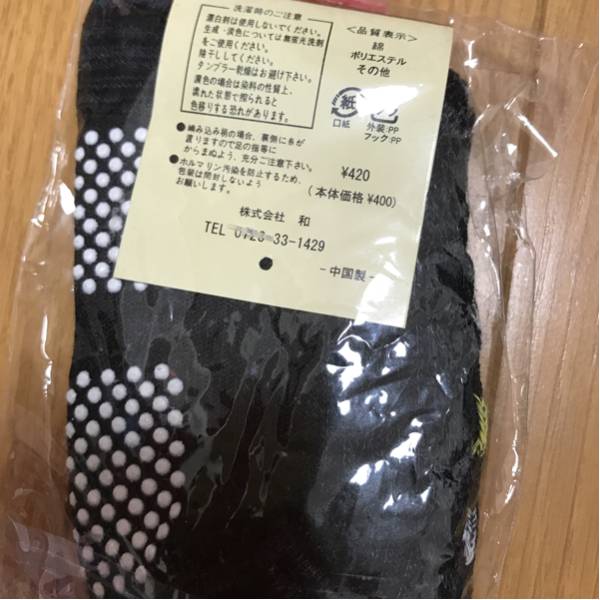 洗濯時のご注意
漂白剤は使用しないでください。
生成・淡色については無蛍光洗剤
をご使用ください。
陰干ししてください。
タンブラー乾燥はお避け下さい。
濃色の場合は染料の性質上、
濡れた状態で擦られると
色移りする恐れがあります。
●編み込み柄の場合、裏側に糸が
渡りますので足の指等に
からまぬよう、充分ご注意下さい。
●ホルマリン汚染を防止するため、
包装は開封しないよう
お願いします。
<品質表示>
綿
ポリエステル
その他
紙
口紙
プラ
外装:PP
フック:PP
¥420
(本体価格¥400)
株式会社 和
TEL 0728-33-1429
-中国製-